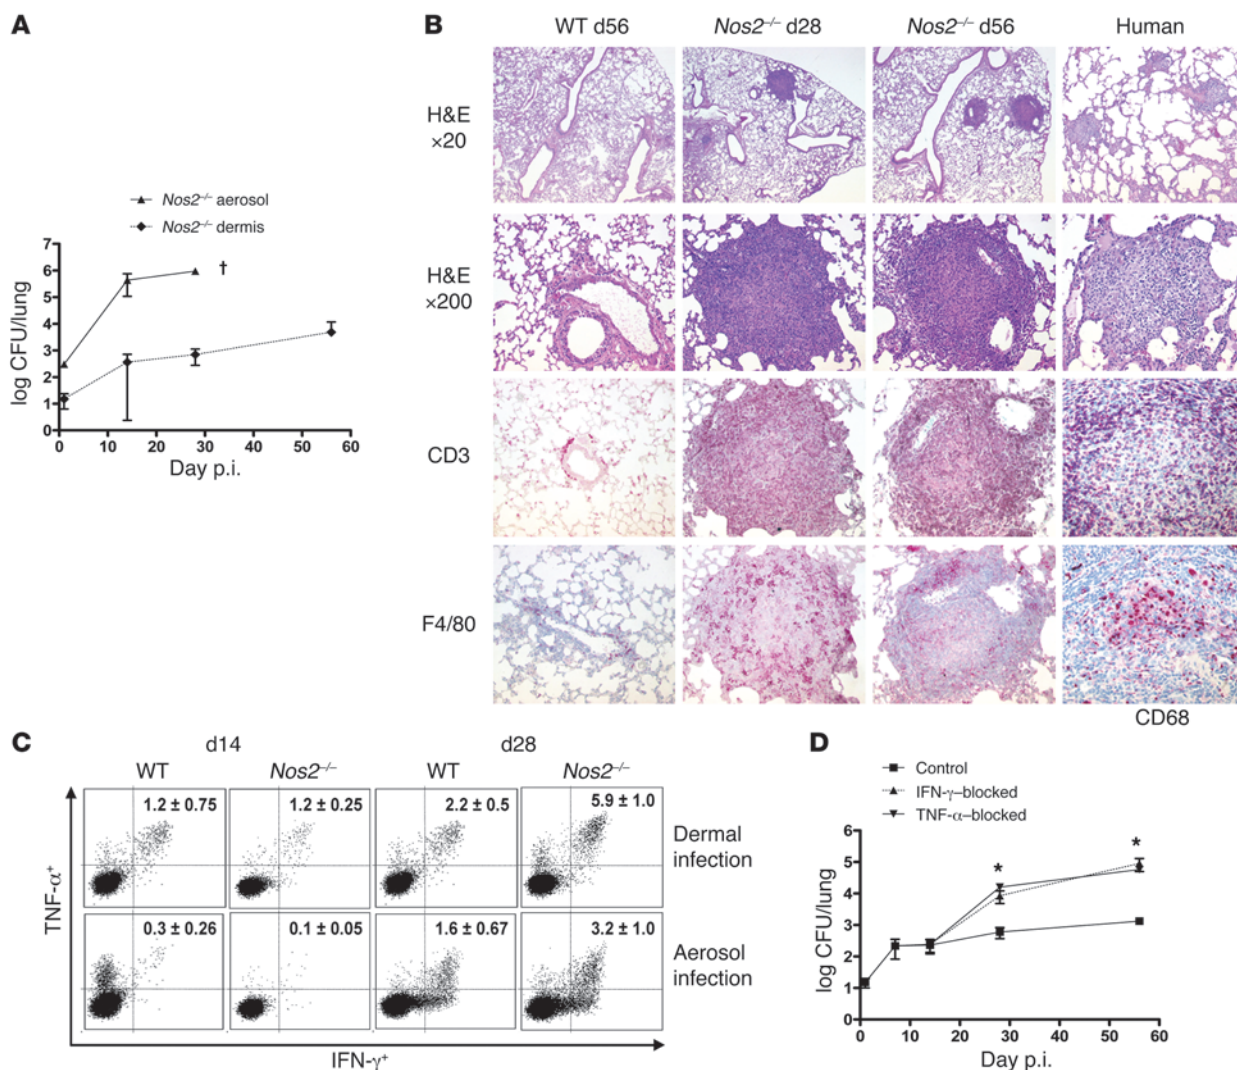 A
Nos2–/– aerosol
Nos2–/– dermis
log CFU/lung
7
6
5
4
3
2
1
0
†
0 10 20 30 40 50 60
Day p.i.
B
WT d56 Nos2–/– d28 Nos2–/– d56 Human
H&E
×20
H&E
×200
CD3
F4/80
CD68
C
d14 d28
WT Nos2–/– WT Nos2–/–
1.2 ± 0.75 1.2 ± 0.25 2.2 ± 0.5 5.9 ± 1.0
Dermal
infection
0.3 ± 0.26 0.1 ± 0.05 1.6 ± 0.67 3.2 ± 1.0
Aerosol
infection
TNF-α+
IFN-γ+
D
Control
IFN-γ–blocked
TNF-α–blocked
log CFU/lung
6
5
4
3
2
1
0
* *
0 10 20 30 40 50 60
Day p.i.